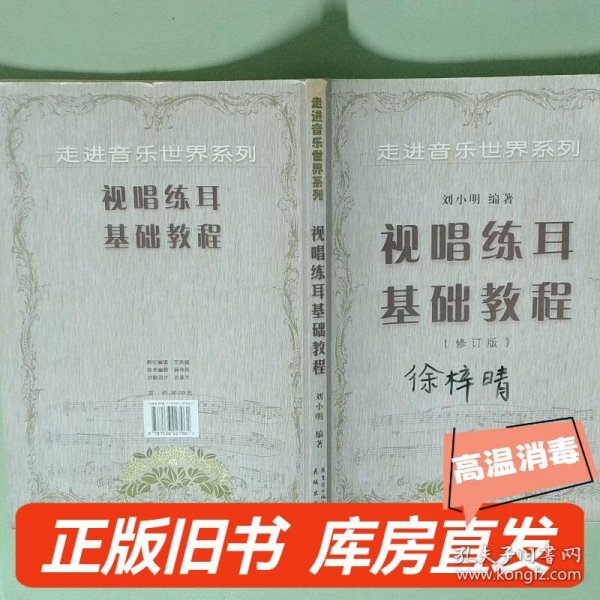 走进音乐世界系列
视唱练耳
基础教程
走进音乐世界系列
视唱练耳基础教程
刘小明 编著
走进音乐世界系列
刘小明 编著
视唱练耳
基础教程
(修订版)
徐梓晴
高温消毒
正版旧书 库房直发
孔夫子旧书网
www.kongfz.com